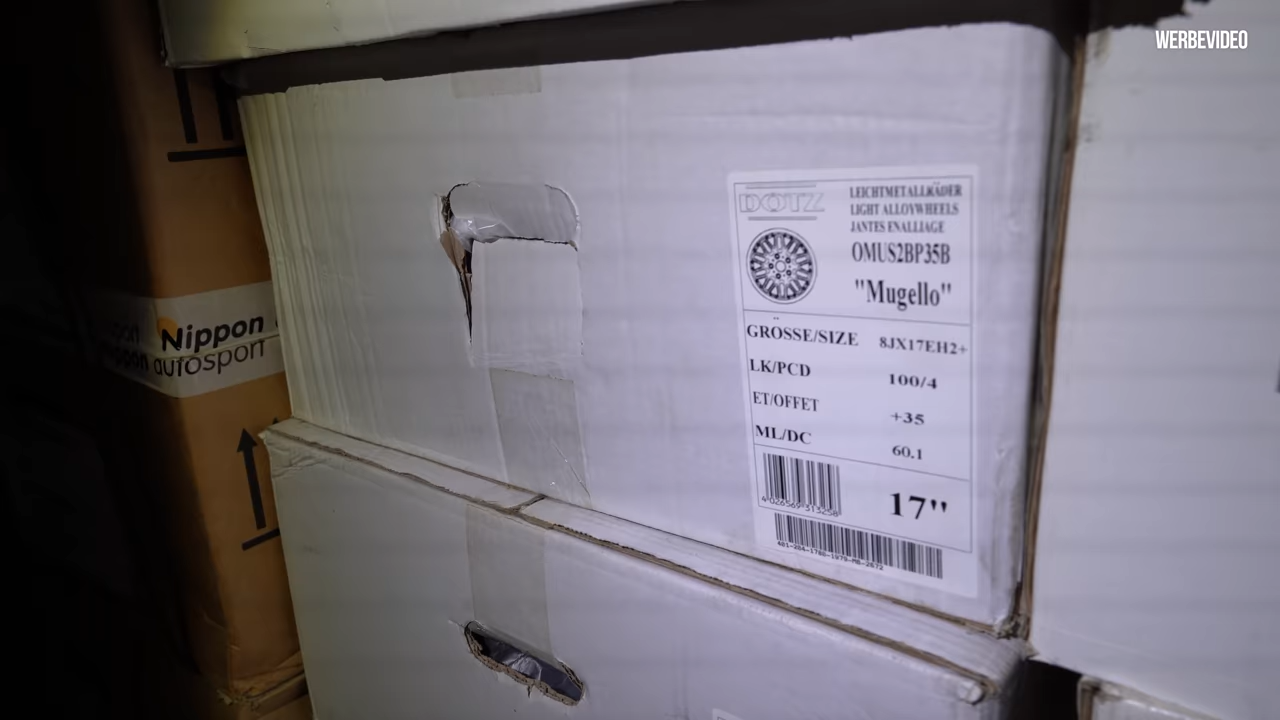 WERBEVIDEO
DOTZ
LEICHTMETALLRÄDER
LIGHT ALLOYWHEELS
JANTES ENALLIAGE
OMUS2BP35B
"Mugello"
GRÖSSE/SIZE 8JX17EH2+
LK/PCD 100/4
ET/OFFET +35
ML/DC 60.1
17"
Nippon
autosport